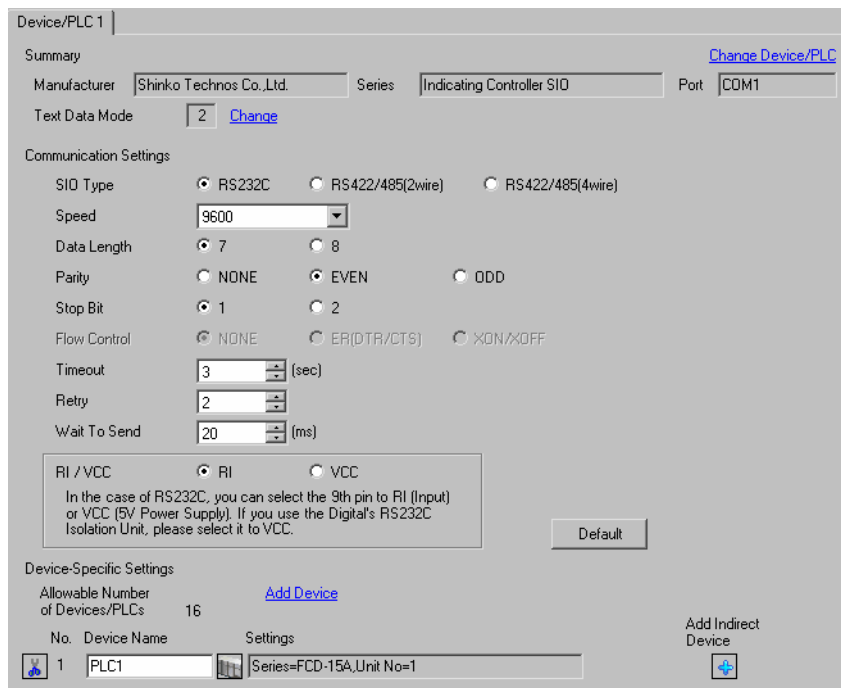 Device/PLC 1
Summary
Change Device/PLC
Manufacturer Shinko Technos Co.,Ltd. Series Indicating Controller SIO Port COM1
Text Data Mode 2 Change
Communication Settings
SIO Type RS232C RS422/485(2wire) RS422/485(4wire)
Speed 9600
Data Length 7 8
Parity NONE EVEN ODD
Stop Bit 1 2
Flow Control NONE ER(DTR/CTS) XON/XOFF
Timeout 3 (sec)
Retry 2
Wait To Send 20 (ms)
RI / VCC RI VCC
In the case of RS232C, you can select the 9th pin to RI (Input)
or VCC (5V Power Supply). If you use the Digital's RS232C
Isolation Unit, please select it to VCC.
Default
Device-Specific Settings
Allowable Number
of Devices/PLCs 16
Add Device
Add Indirect
Device
No. Device Name Settings
1 PLC1 Series=FCD-15A,Unit No=1